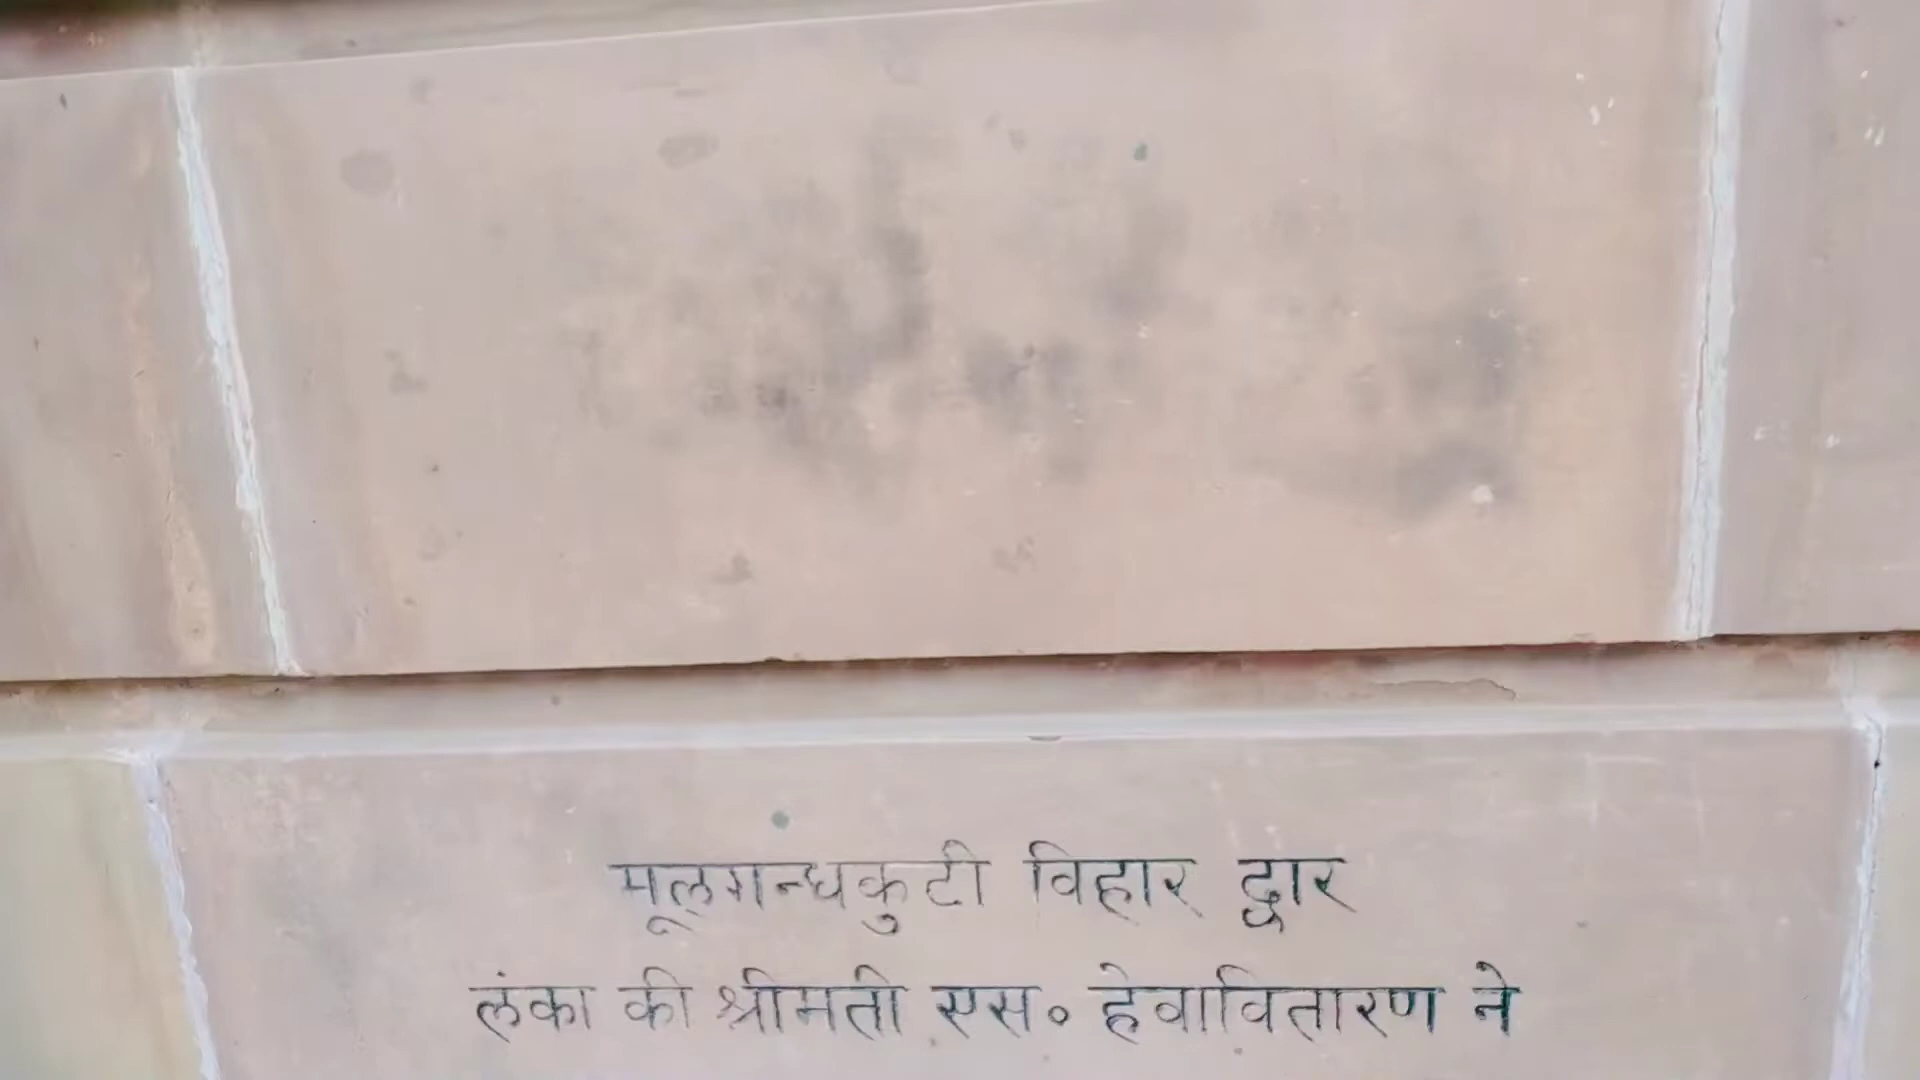 मूलगन्धकुटी विहार द्वार
लंका की श्रीमती एस॰ हेवावितारण ने